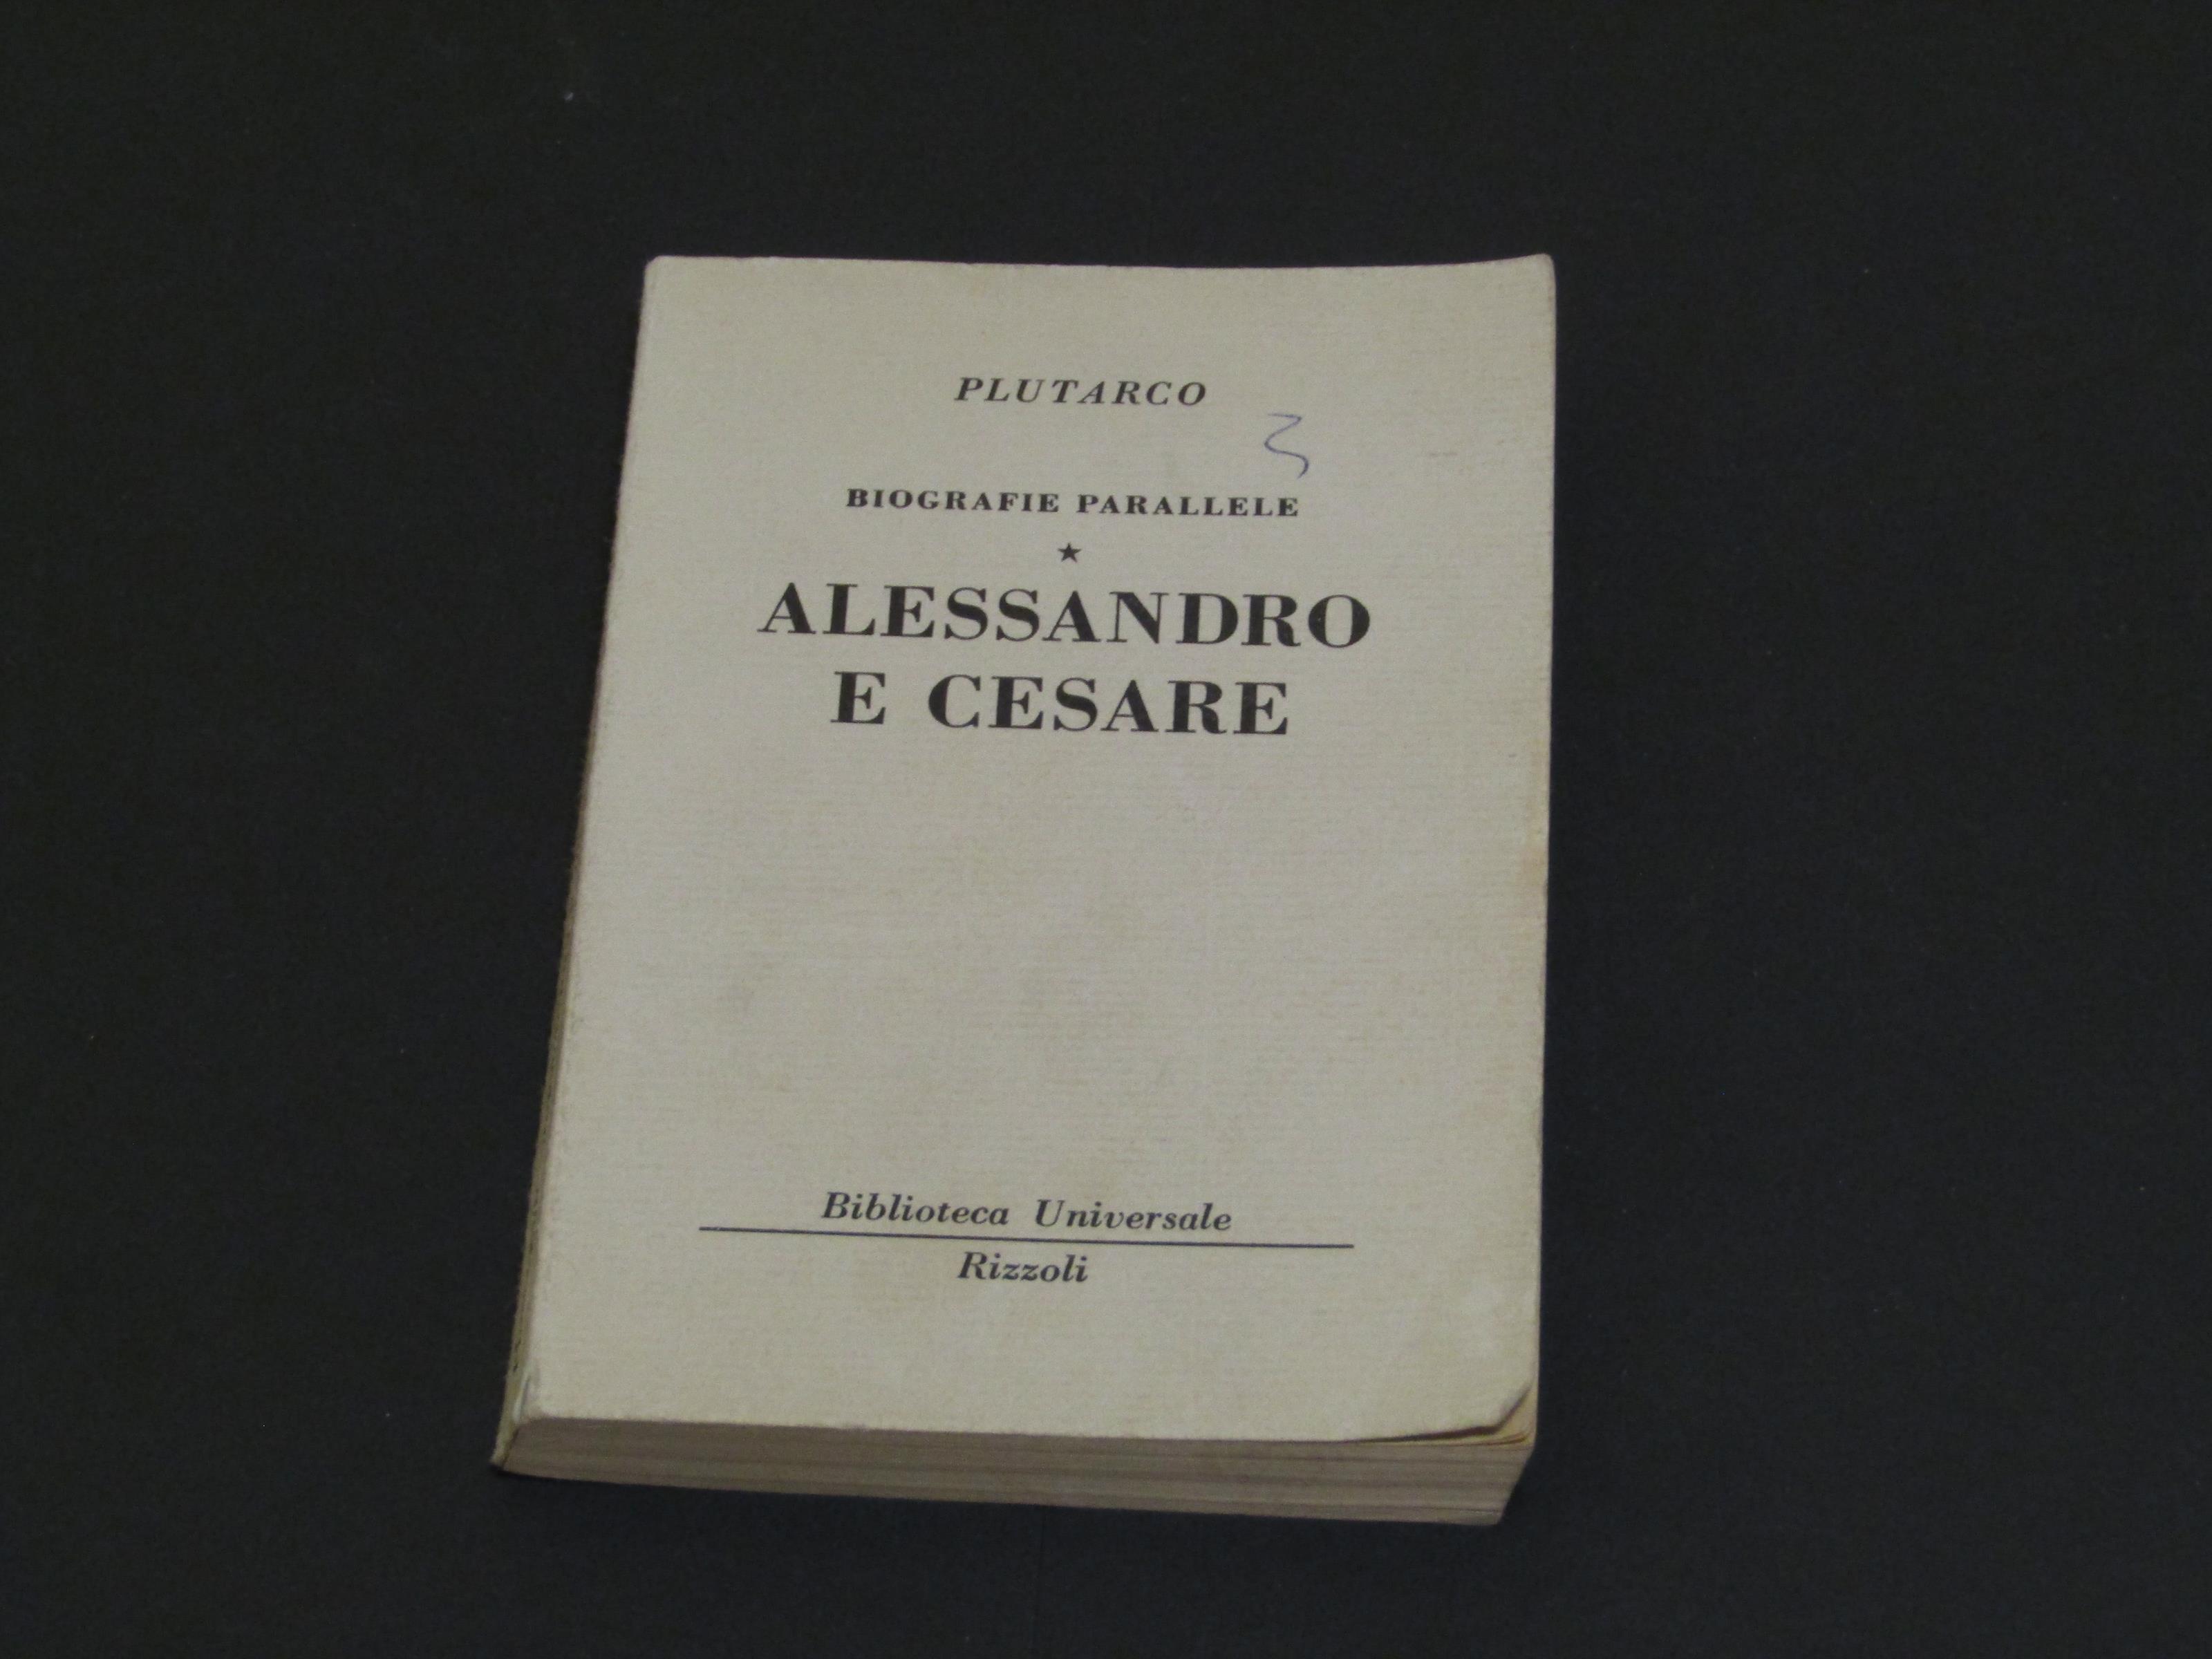 PLUTARCO
BIOGRAFIE PARALLELE
★
ALESSANDRO
E CESARE
Biblioteca Universale
Rizzoli